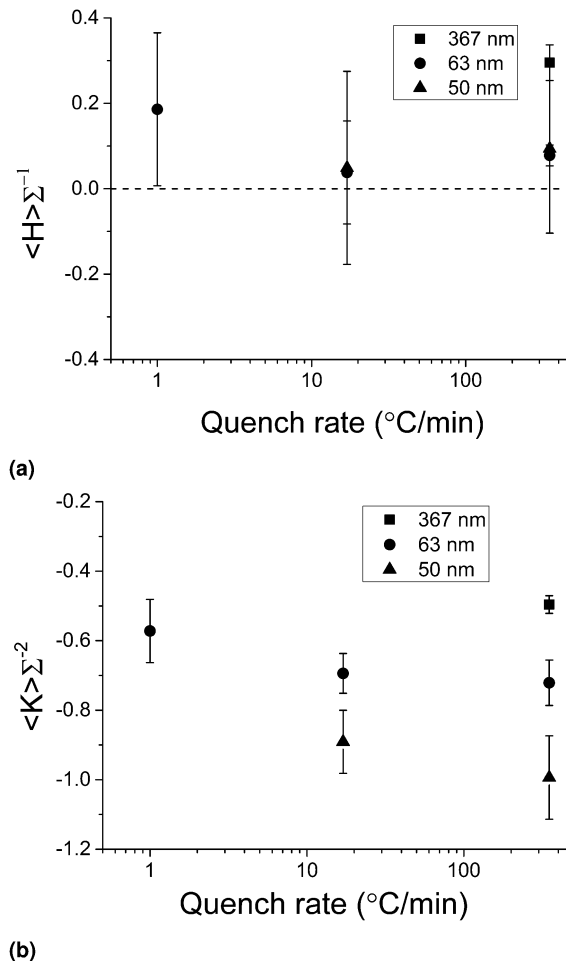 0.4
367 nm
63 nm
50 nm
0.2
0.0
-0.2
-0.4
<H>Σ⁻¹
1
10
100
Quench rate (°C/min)
(a)
-0.2
367 nm
63 nm
50 nm
-0.4
-0.6
-0.8
-1.0
-1.2
<K>Σ⁻²
1
10
100
Quench rate (°C/min)
(b)